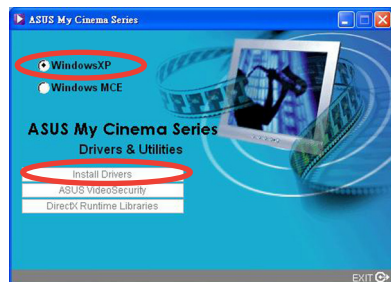 ASUS My Cinema Series
WindowsXP
Windows MCE
ASUS My Cinema Series
Drivers & Utilities
Install Drivers
ASUS VideoSecurity
DirectX Runtime Libraries
EXIT